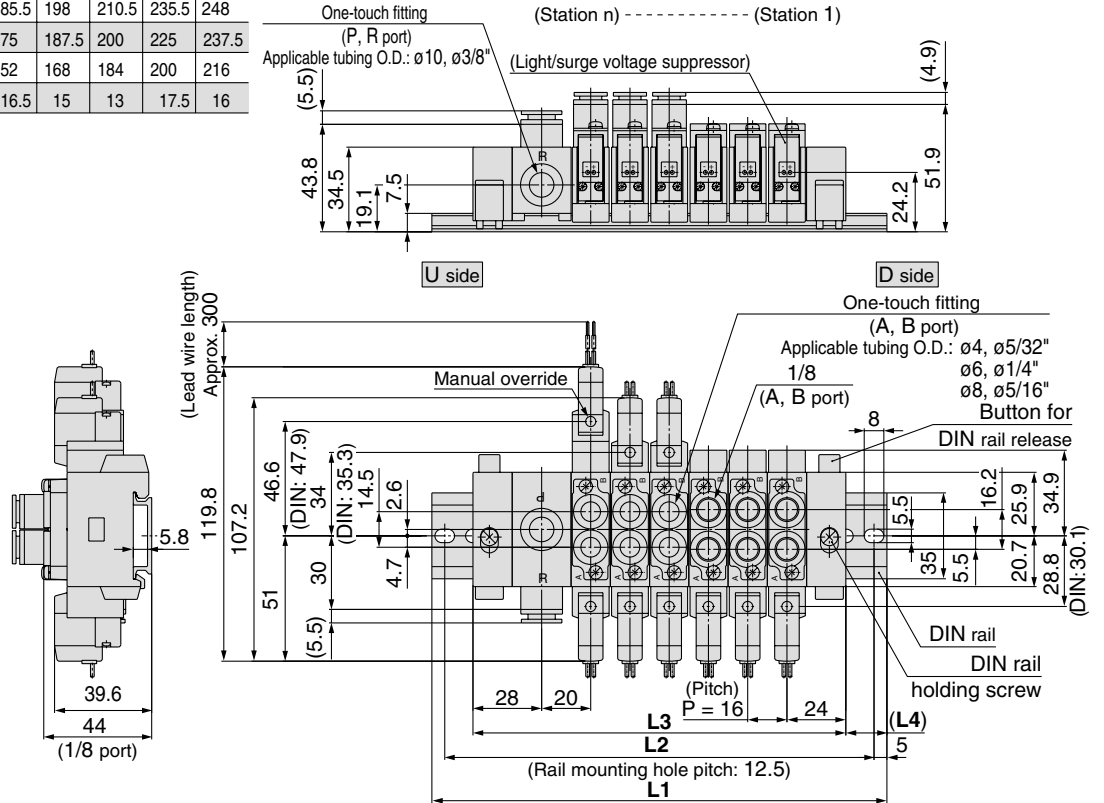 85.5 198 210.5 235.5 248
75 187.5 200 225 237.5
52 168 184 200 216
16.5 15 13 17.5 16
One-touch fitting
(P, R port)
Applicable tubing O.D.: ø10, ø3/8"
(Station n) - - - - - - - - - - - (Station 1)
(Light/surge voltage suppressor)
(5.5)
43.8
34.5
19.1
7.5
R
(4.9)
51.9
24.2
U side
D side
(Lead wire length)
Approx. 300
One-touch fitting
(A, B port)
Applicable tubing O.D.: ø4, ø5/32"
ø6, ø1/4"
ø8, ø5/16"
1/8
(A, B port)
Manual override
Button for
DIN rail release
8
119.8
107.2
46.6
(DIN: 47.9)
34
(DIN: 35.3)
14.5
2.6
4.7
30
51
(5.5)
P
R
B B B B B B
A A A A A A
5.5
16.2
25.9
34.9
35
5.5
20.7
28.8
(DIN:30.1)
5.8
39.6
44
(1/8 port)
DIN rail
DIN rail
holding screw
28
20
(Pitch)
P = 16
24
L3
(L4)
L2
5
(Rail mounting hole pitch: 12.5)
L1